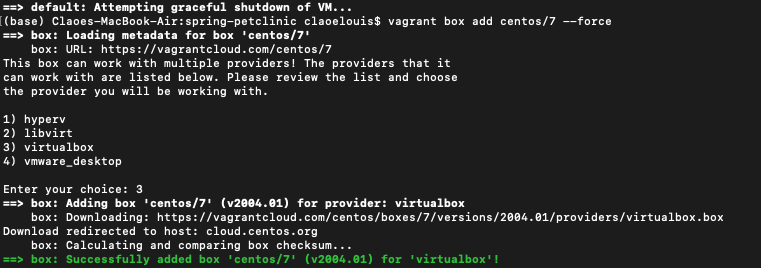 ==> default: Attempting graceful shutdown of VM...
[(base) Claoes-MacBook-Air:spring-petclinic claoelouis$ vagrant box add centos/7 --force
==> box: Loading metadata for box 'centos/7'
    box: URL: https://vagrantcloud.com/centos/7
This box can work with multiple providers! The providers that it
can work with are listed below. Please review the list and choose
the provider you will be working with.

1) hyperv
2) libvirt
3) virtualbox
4) vmware_desktop

Enter your choice: 3
==> box: Adding box 'centos/7' (v2004.01) for provider: virtualbox
    box: Downloading: https://vagrantcloud.com/centos/boxes/7/versions/2004.01/providers/virtualbox.box
Download redirected to host: cloud.centos.org
    box: Calculating and comparing box checksum...
==> box: Successfully added box 'centos/7' (v2004.01) for 'virtualbox'!